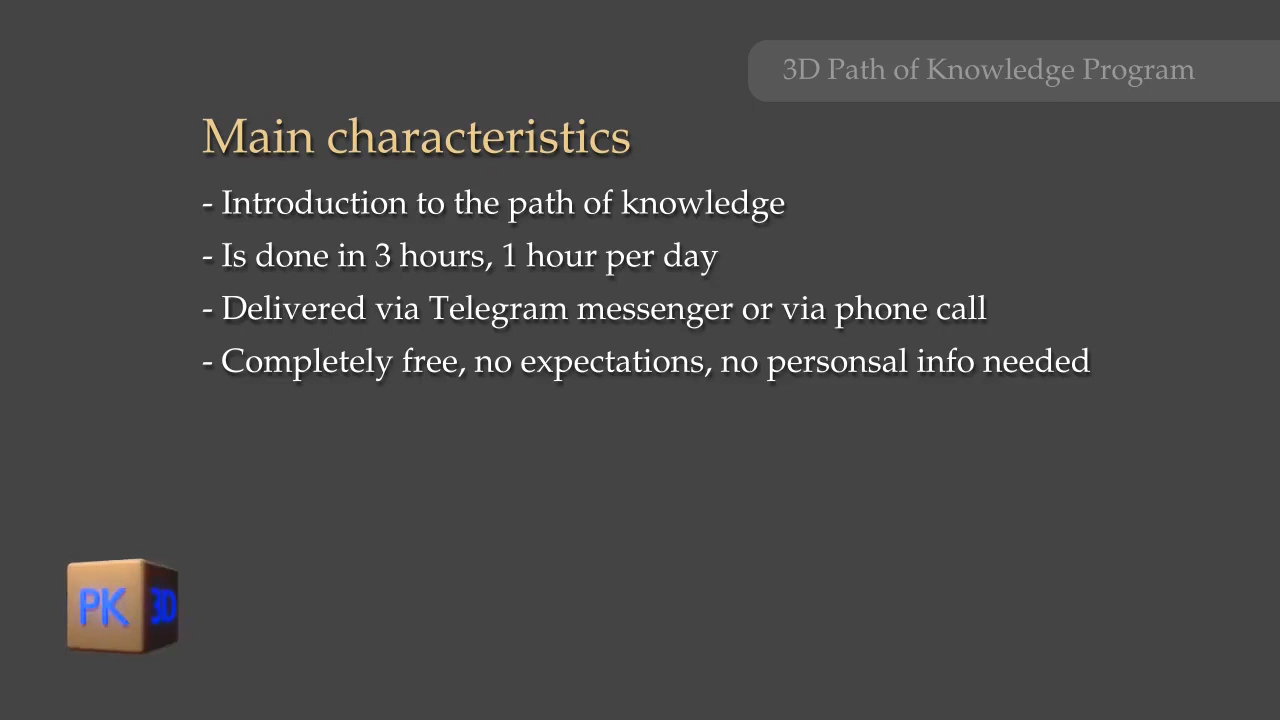 3D Path of Knowledge Program
Main characteristics
- Introduction to the path of knowledge
- Is done in 3 hours, 1 hour per day
- Delivered via Telegram messenger or via phone call
- Completely free, no expectations, no personsal info needed
PK 3D